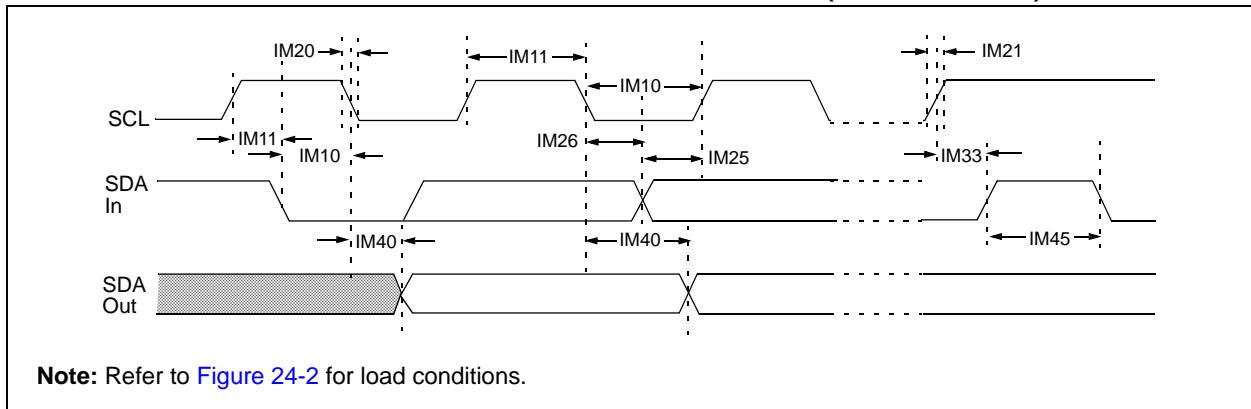 IM20
IM11
IM21
IM10
SCL
IM11
IM26
IM10
IM25
IM33
SDA
In
IM40
IM40
IM45
SDA
Out
Note: Refer to Figure 24-2 for load conditions.